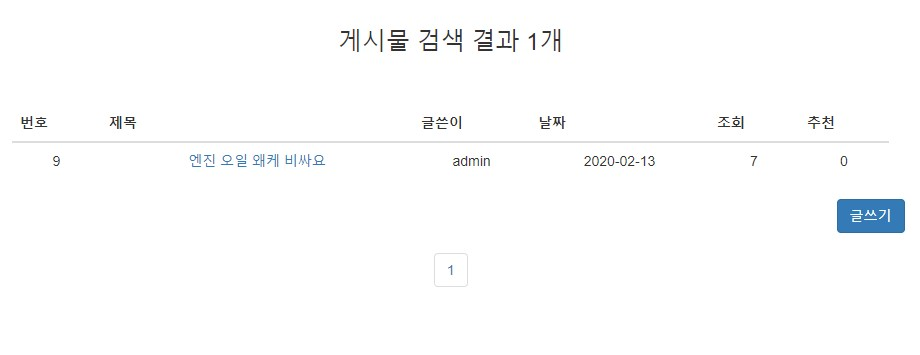 게시물 검색 결과 1개
번호 제목 글쓴이 날짜 조회 추천
9 엔진 오일 왜케 비싸요 admin 2020-02-13 7 0
글쓰기
1